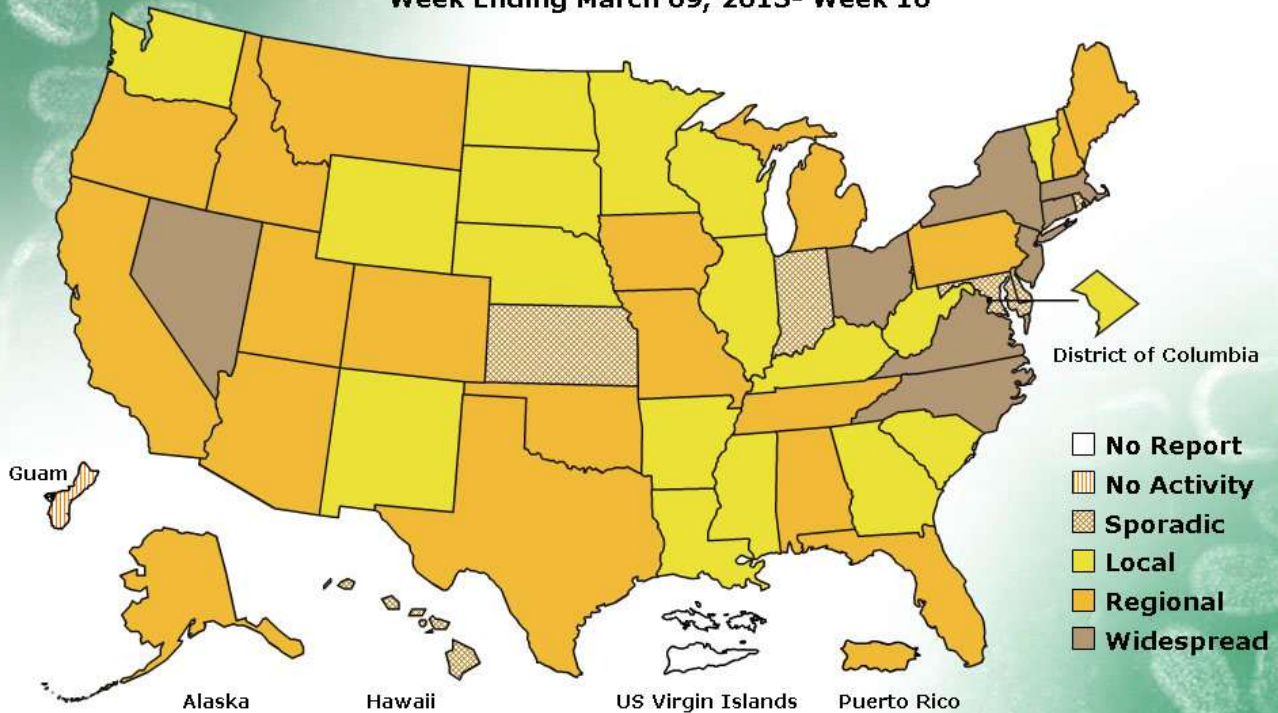 Week Ending March 09, 2013- Week 10
District of Columbia
No Report
Guam
No Activity
Sporadic
Local
Regional
Widespread
Alaska
Hawaii
US Virgin Islands
Puerto Rico